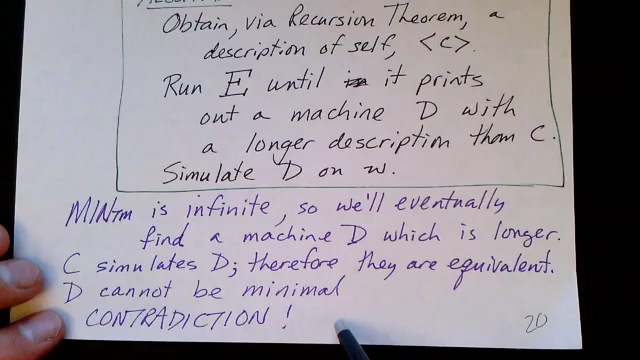 Obtain, via Recursion Theorem, a
description of self, <C>.
Run E until it prints
out a machine D with
a longer description than C.
Simulate D on w.
MINTM is infinite, so we'll eventually
find a machine D which is longer.
C simulates D; therefore they are equivalent.
D cannot be minimal
CONTRADICTION!
20